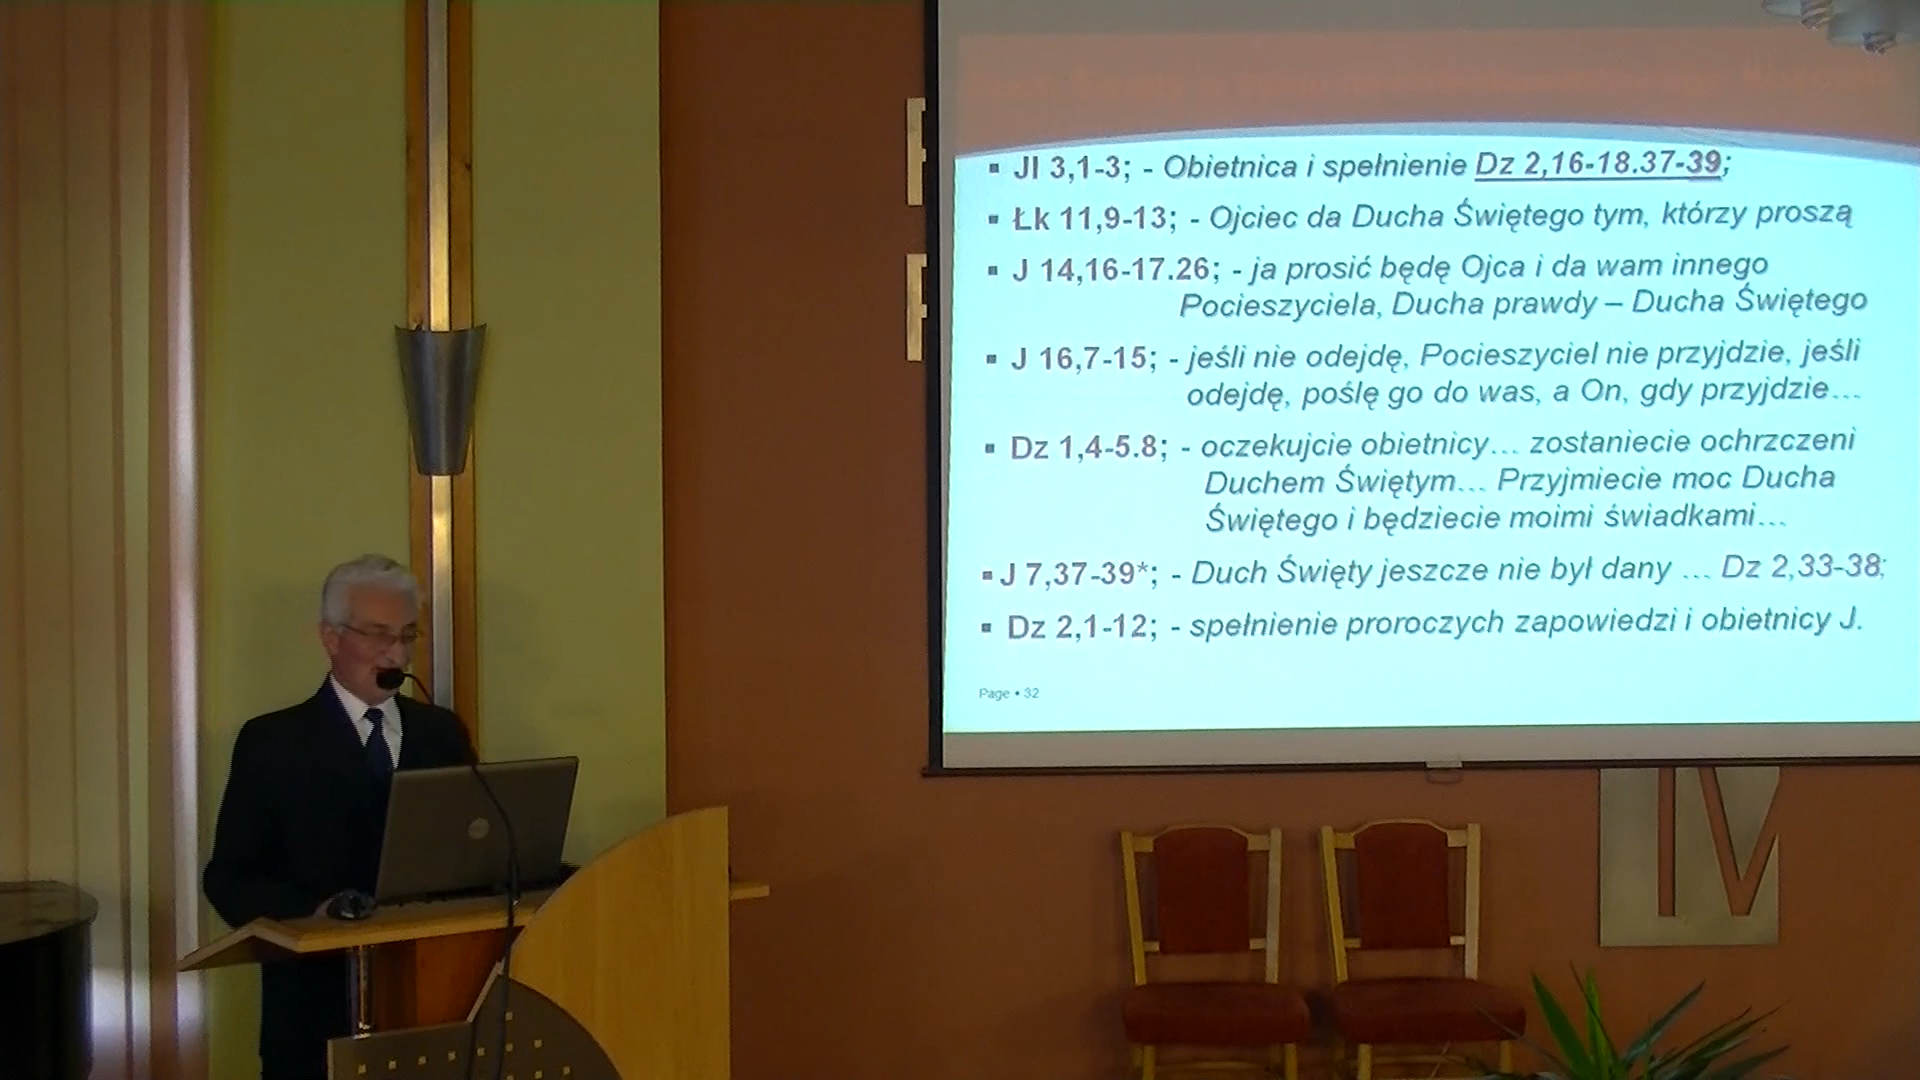 ▪ Jl 3,1-3; - Obietnica i spełnienie Dz 2,16-18.37-39;
▪ Łk 11,9-13; - Ojciec da Ducha Świętego tym, którzy proszą
▪ J 14,16-17.26; - ja prosić będę Ojca i da wam innego
Pocieszyciela, Ducha prawdy – Ducha Świętego
▪ J 16,7-15; - jeśli nie odejdę, Pocieszyciel nie przyjdzie, jeśli
odejdę, poślę go do was, a On, gdy przyjdzie…
▪ Dz 1,4-5.8; - oczekujcie obietnicy… zostaniecie ochrzczeni
Duchem Świętym… Przyjmiecie moc Ducha
Świętego i będziecie moimi świadkami…
▪ J 7,37-39*; - Duch Święty jeszcze nie był dany … Dz 2,33-38;
▪ Dz 2,1-12; - spełnienie proroczych zapowiedzi i obietnicy J.
Page ▪ 32
IV